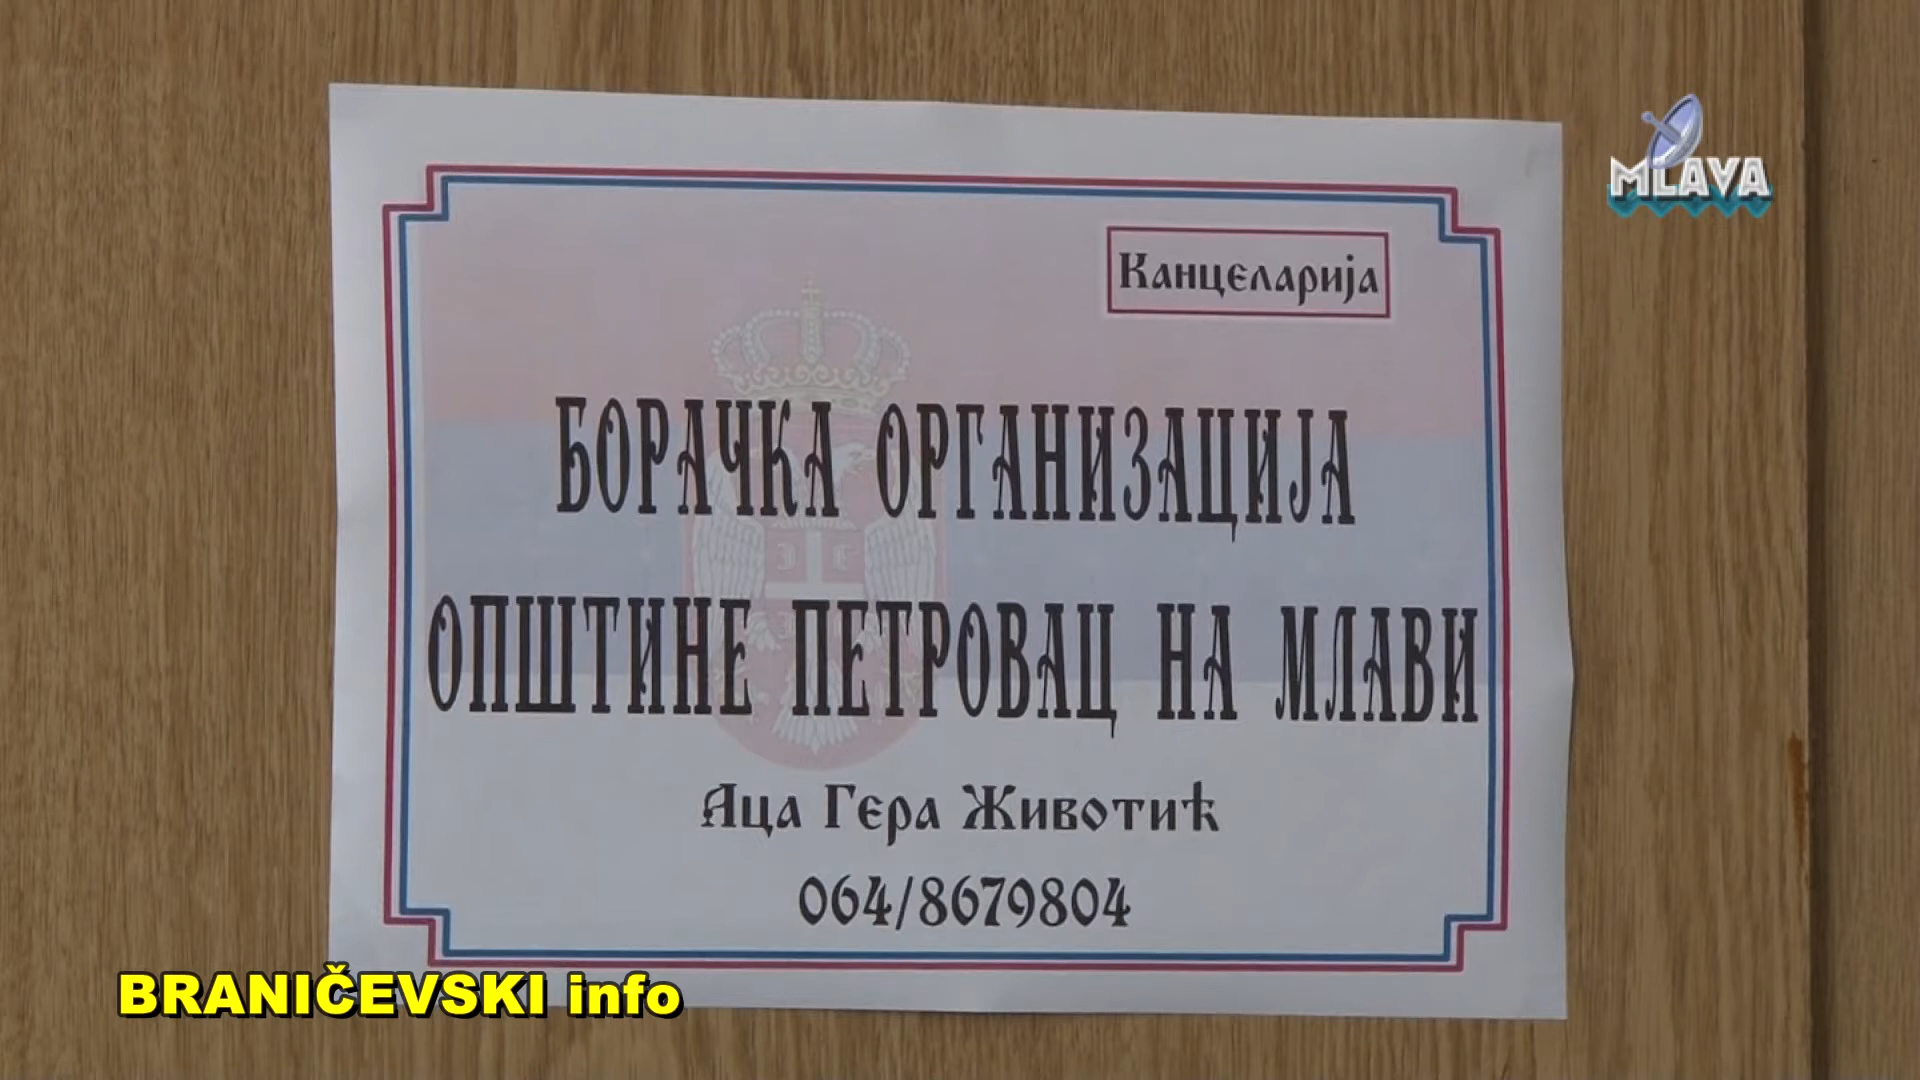 MLAVA
Канцеларија
БОРАЧКА ОРГАНИЗАЦИЈА
ОПШТИНЕ ПЕТРОВАЦ НА МЛАВИ
Аца Гера Животић
064/8679804
BRANIČEVSKI info